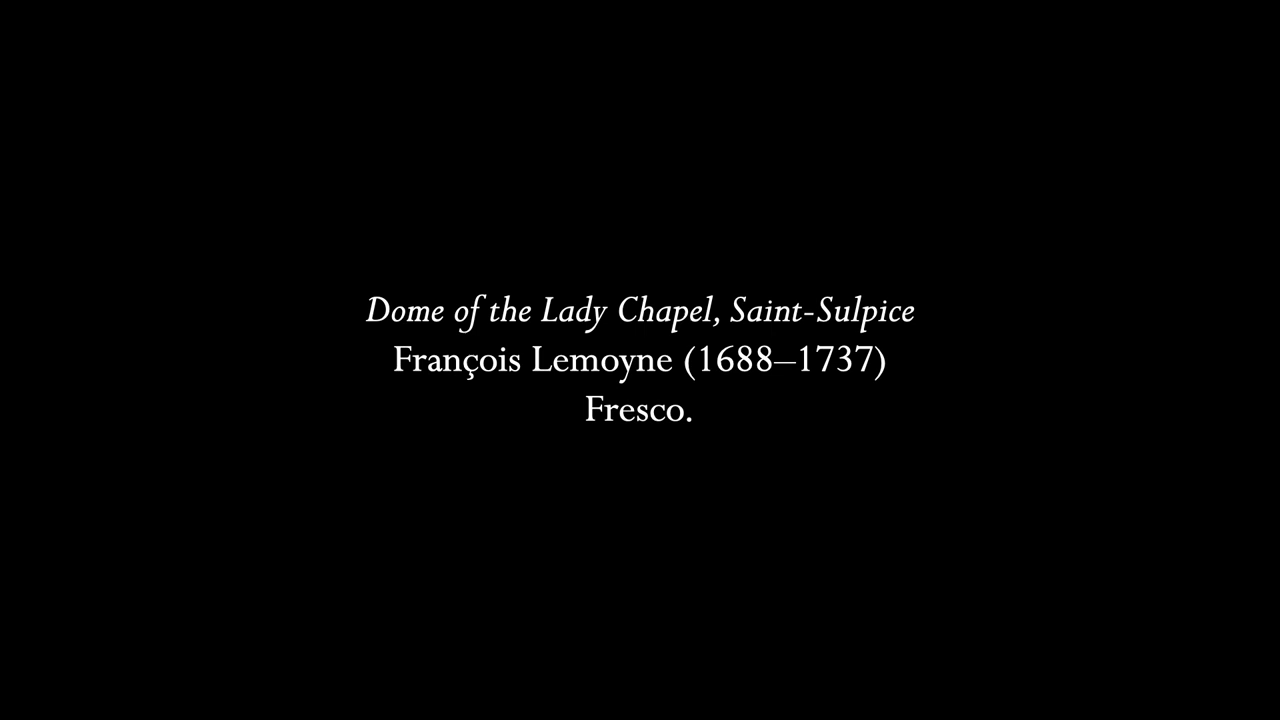 Dome of the Lady Chapel, Saint-Sulpice
François Lemoyne (1688–1737)
Fresco.